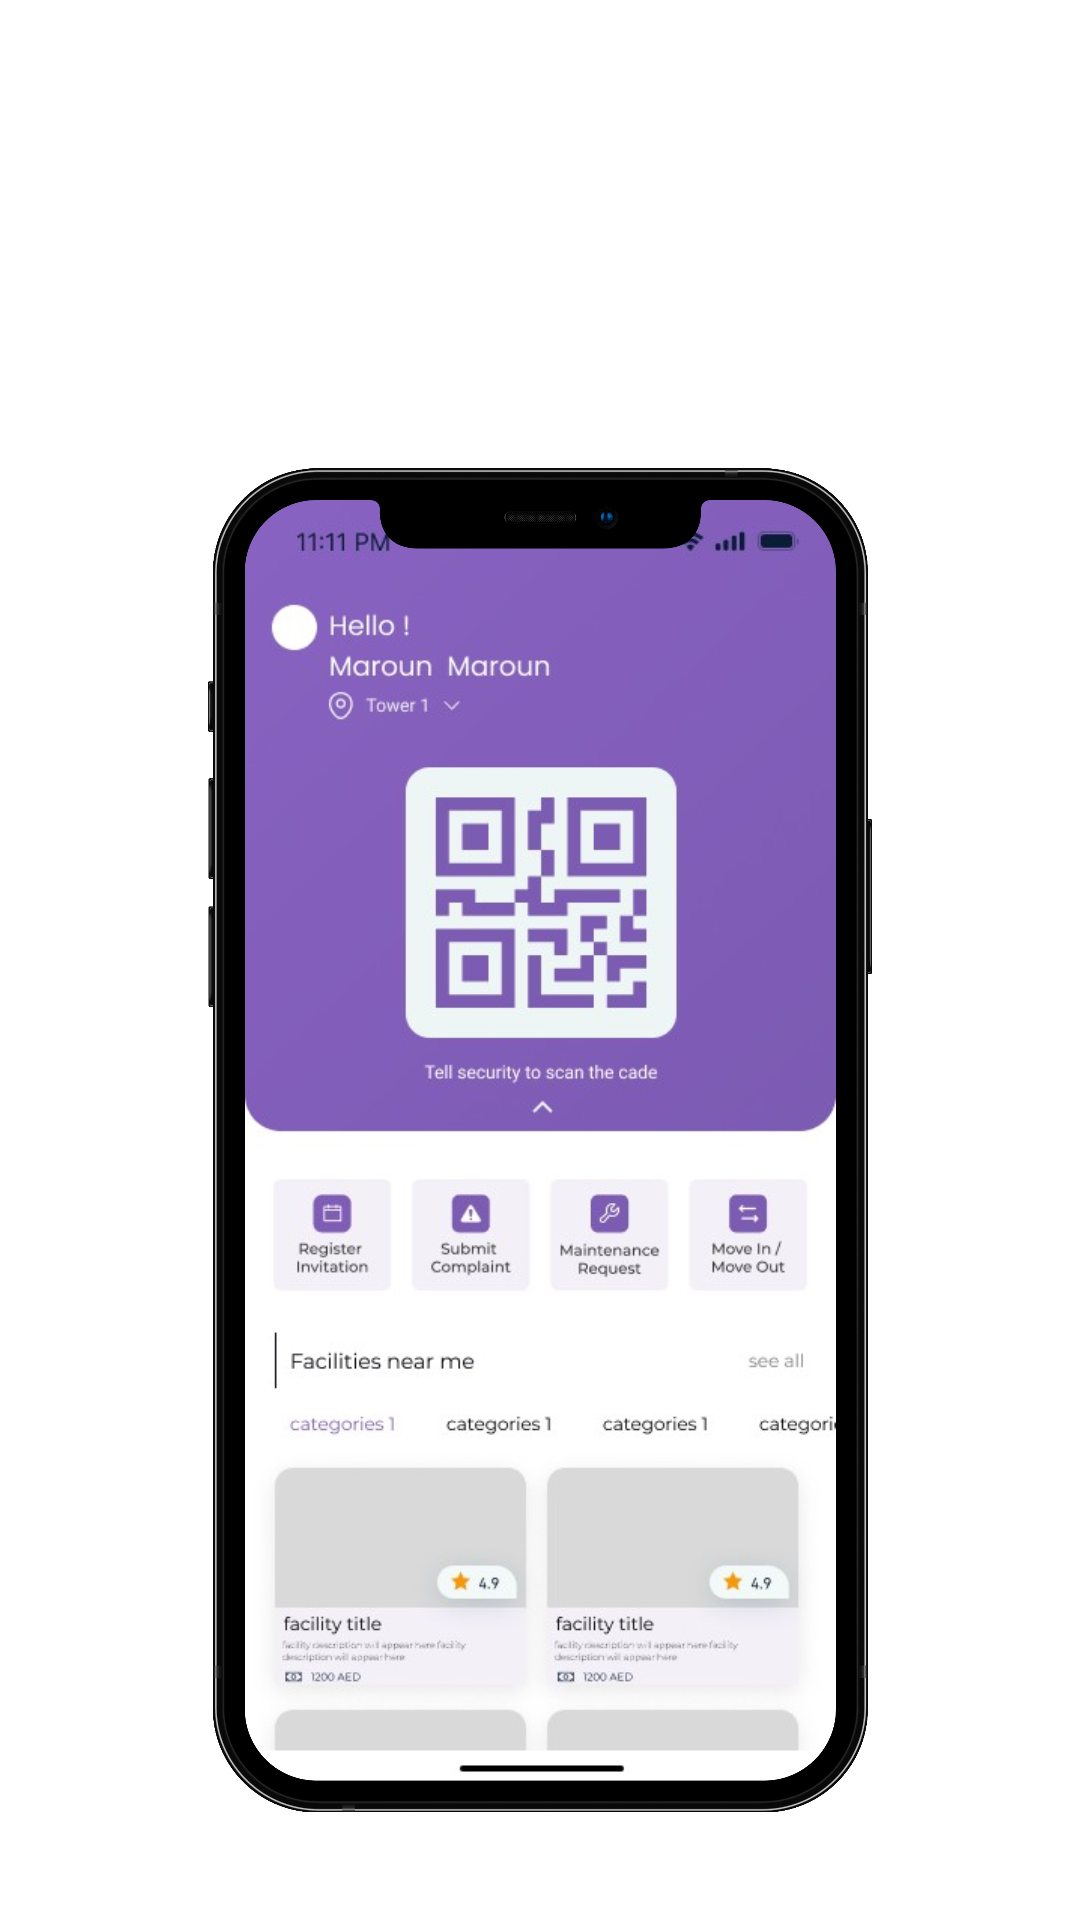 11:11 PM
Hello !
Maroun Maroun
Tower 1
Tell security to scan the cade
Register Invitation
Submit Complaint
Maintenance Request
Move In / Move Out
Facilities near me
see all
categories 1
categories 1
categories 1
categori
4.9
4.9
facility title
facility description will appear here facility
description will appear here
1200 AED
facility title
facility description will appear here facility
description will appear here
1200 AED